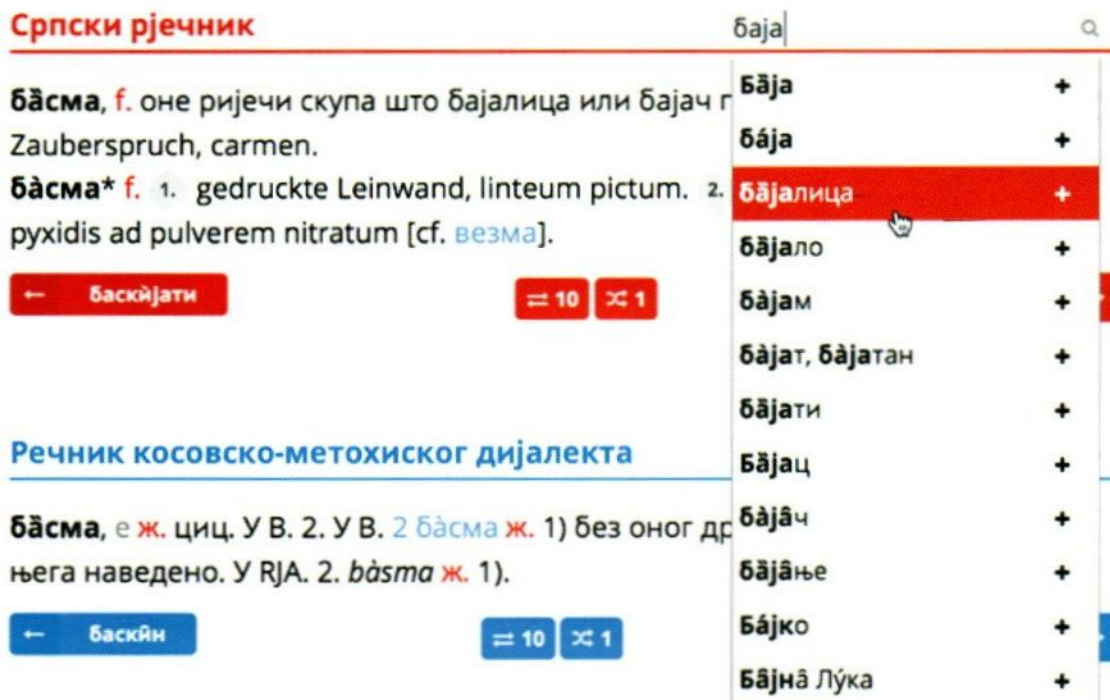 Српски рјечник
баја
ба̏сма, f. оне ријечи скупа што бајалица или бајач
Zauberspruch, carmen.
ба̀сма* f. 1. gedruckte Leinwand, linteum pictum. 2.
pyxidis ad pulverem nitratum [cf. везма].
← баскѝјати
⇄ 10
1
Ба̏ја +
ба́ја +
ба̏јалица +
ба̏јало +
ба̀јам +
ба̀јат, ба̀јатан +
ба̏јати +
Ба̏јац +
ба̀ја̑ч +
ба̏ја̑ње +
Ба́јко +
Ба̑јна̑ Лу́ка +
Речник косовско-метохиског дијалекта
ба̏сма, е ж. циц. У В. 2. У В. 2 ба̀сма ж. 1) без оног
њега наведено. У RJA. 2. bàsma ж. 1).
← баски̑н
⇄ 10
1